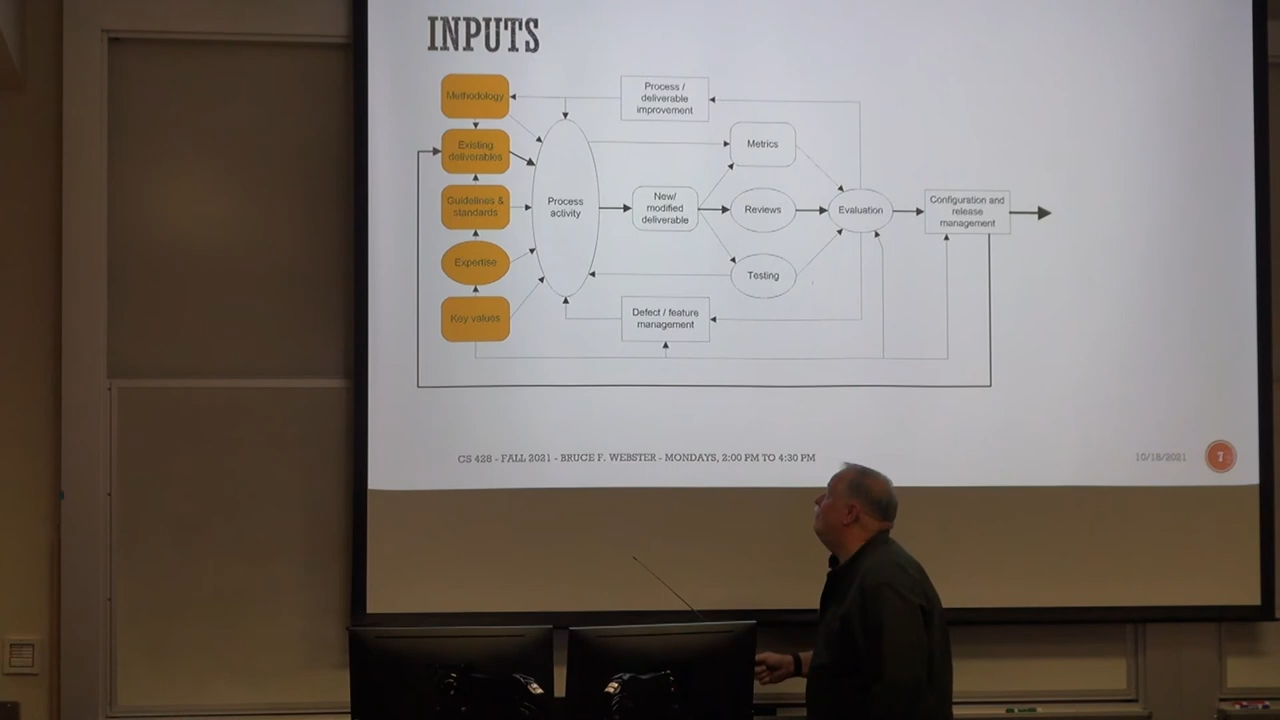 INPUTS
Methodology
Existing
deliverables
Guidelines &
standards
Expertise
Key values
Process
activity
Process /
deliverable
improvement
New/
modified
deliverable
Defect / feature
management
Metrics
Reviews
Testing
Evaluation
Configuration and
release
management
CS 428 - FALL 2021 - BRUCE F. WEBSTER - MONDAYS, 2:00 PM TO 4:30 PM
10/18/2021
7